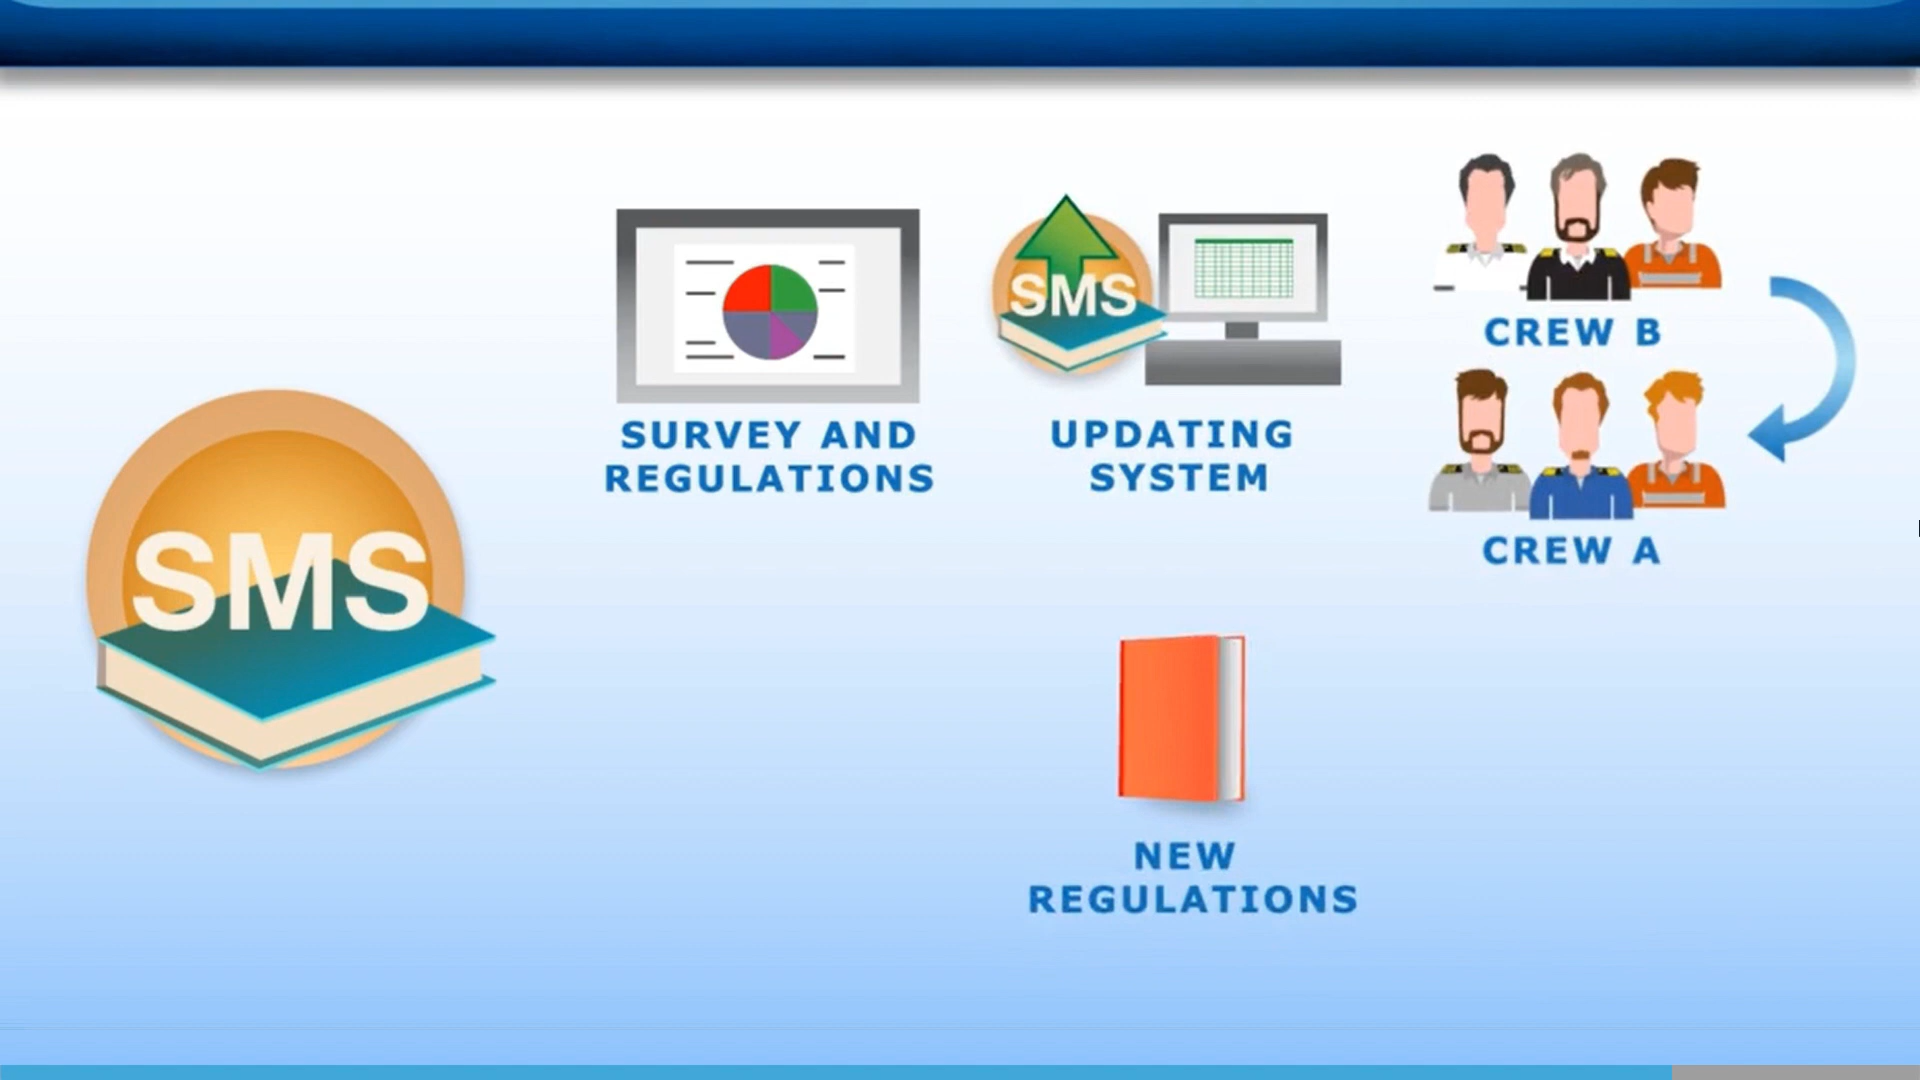 SMS
SURVEY AND
REGULATIONS
SMS
UPDATING
SYSTEM
CREW B
CREW A
NEW
REGULATIONS